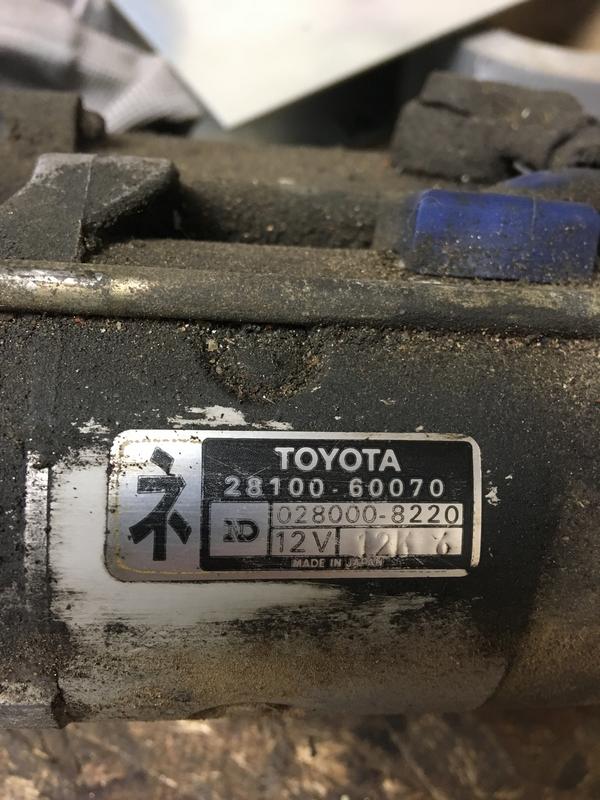 ネ
TOYOTA
28100-60070
028000-8220
ND
12V
MADE IN JAPAN